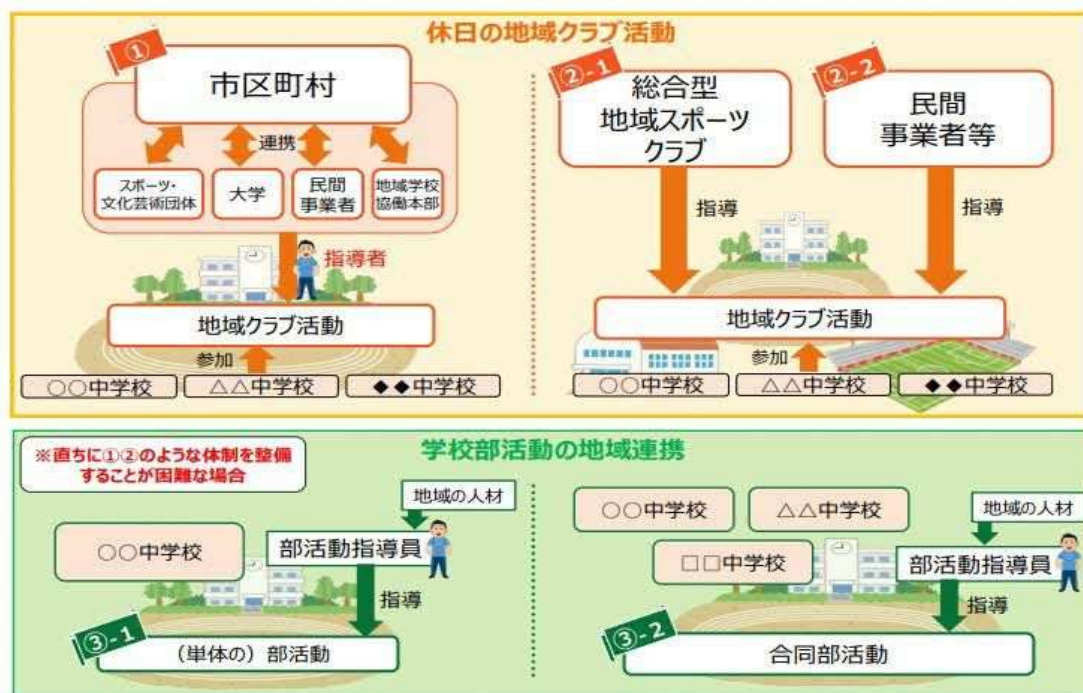 休日の地域クラブ活動
①
市区町村
連携
スポーツ・
文化芸術団体
大学
民間
事業者
地域学校
協働本部
指導者
地域クラブ活動
参加
○○中学校
△△中学校
◆◆中学校
②-1
総合型
地域スポーツ
クラブ
②-2
民間
事業者等
指導
指導
地域クラブ活動
参加
○○中学校
△△中学校
◆◆中学校
学校部活動の地域連携
※直ちに①②のような体制を整備
することが困難な場合
地域の人材
○○中学校
部活動指導員
指導
③-1
（単体の）部活動
○○中学校
△△中学校
□□中学校
地域の人材
部活動指導員
指導
③-2
合同部活動